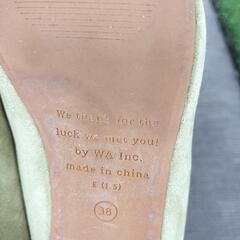 We thank for the
luck we met you!
by WA Inc.
made in china
E (1.5)
38